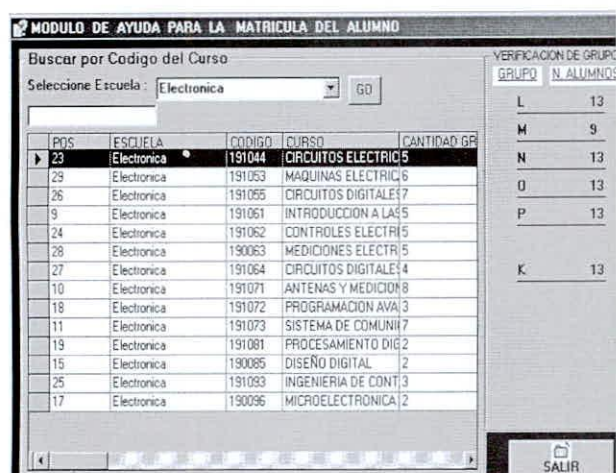 MODULO DE AYUDA PARA LA MATRICULA DEL ALUMNO
Buscar por Codigo del Curso
Seleccione Escuela : Electronica GO
POS ESCUELA CODIGO CURSO CANTIDAD GR
23 Electronica 191044 CIRCUITOS ELECTRIC 5
29 Electronica 191053 MAQUINAS ELECTRIC 6
26 Electronica 191055 CIRCUITOS DIGITALES 7
9 Electronica 191061 INTRODUCCION A LAS 5
24 Electronica 191062 CONTROLES ELECTRI 5
28 Electronica 190063 MEDICIONES ELECTR 5
27 Electronica 191064 CIRCUITOS DIGITALES 4
10 Electronica 191071 ANTENAS Y MEDICION 8
18 Electronica 191072 PROGRAMACION AVA 3
11 Electronica 191073 SISTEMA DE COMUNI 7
19 Electronica 191081 PROCESAMIENTO DIG 2
15 Electronica 190085 DISEÑO DIGITAL 2
25 Electronica 191093 INGENIERIA DE CONT 3
17 Electronica 190096 MICROELECTRONICA 2
VERIFICACION DE GRUPO
GRUPO N. ALUMNOS
L 13
M 9
N 13
O 13
P 13
K 13
SALIR